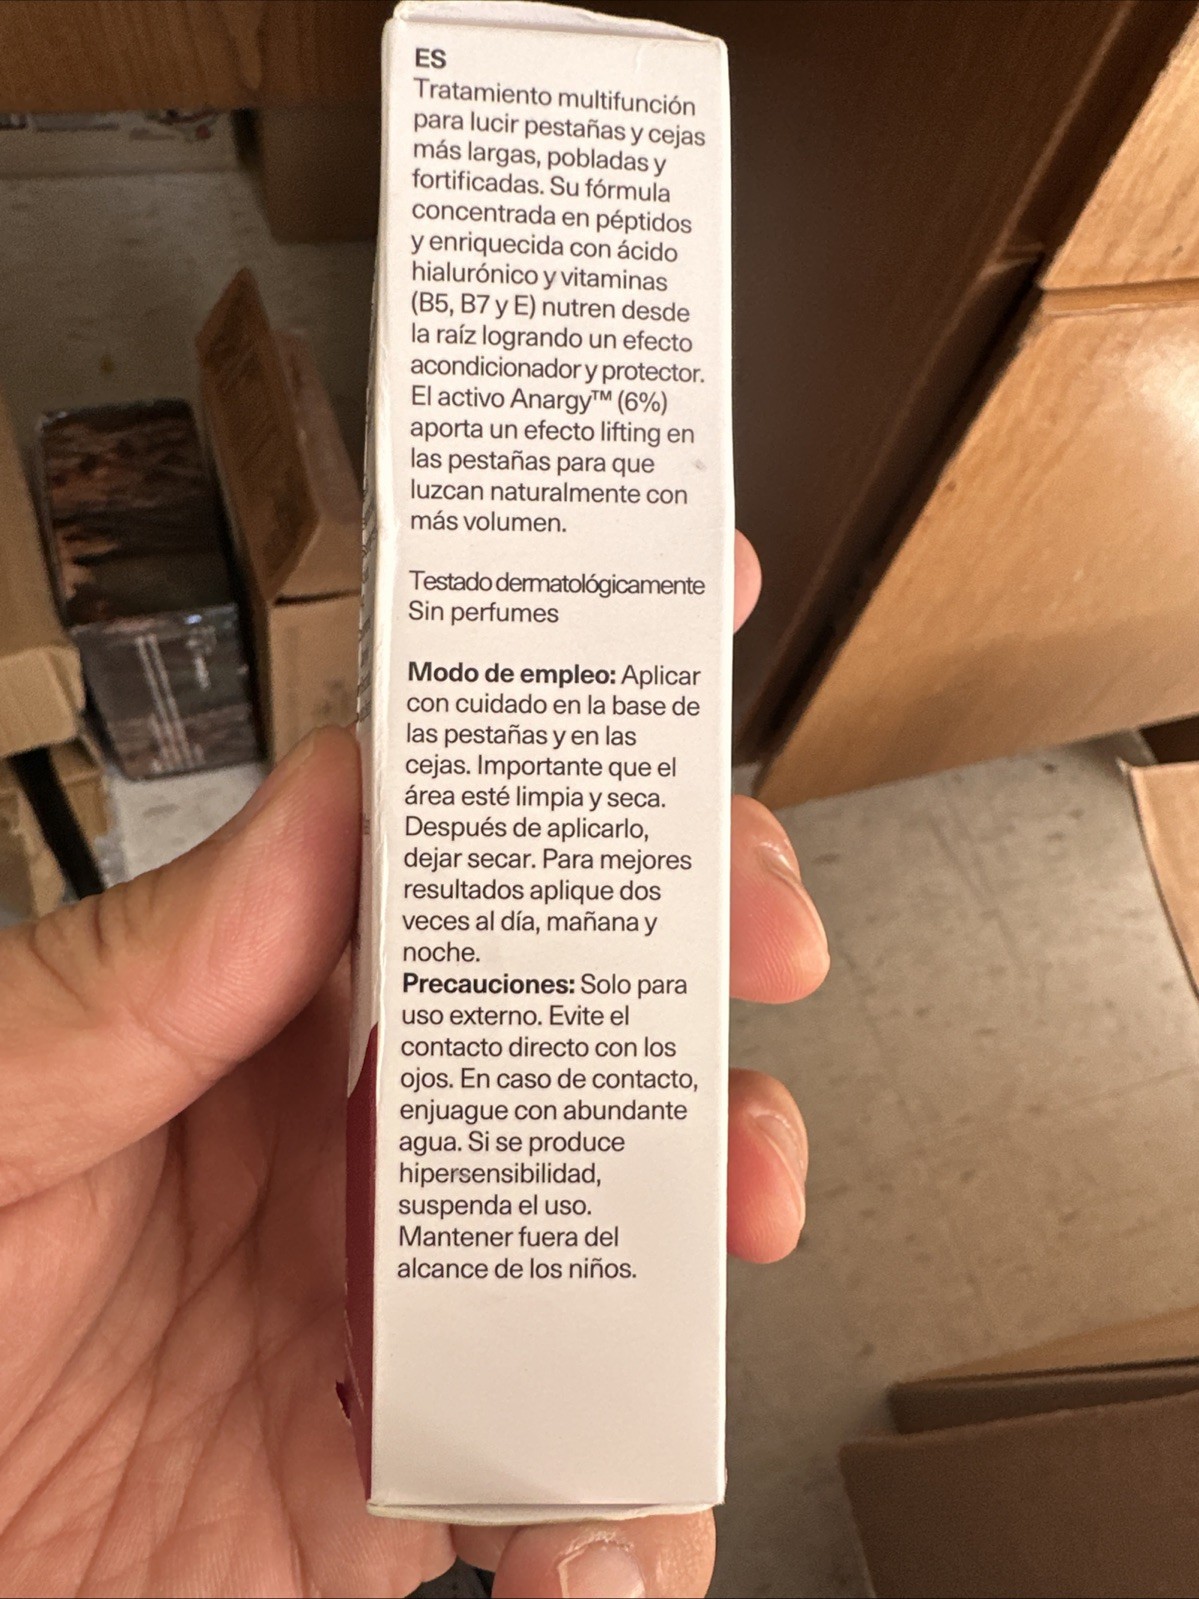 ES
Tratamiento multifunción
para lucir pestañas y cejas
más largas, pobladas y
fortificadas. Su fórmula
concentrada en péptidos
y enriquecida con ácido
hialurónico y vitaminas
(B5, B7 y E) nutren desde
la raíz logrando un efecto
acondicionador y protector.
El activo Anargy™ (6%)
aporta un efecto lifting en
las pestañas para que
luzcan naturalmente con
más volumen.
Testado dermatológicamente
Sin perfumes
Modo de empleo: Aplicar
con cuidado en la base de
las pestañas y en las
cejas. Importante que el
área esté limpia y seca.
Después de aplicarlo,
dejar secar. Para mejores
resultados aplique dos
veces al día, mañana y
noche.
Precauciones: Solo para
uso externo. Evite el
contacto directo con los
ojos. En caso de contacto,
enjuague con abundante
agua. Si se produce
hipersensibilidad,
suspenda el uso.
Mantener fuera del
alcance de los niños.